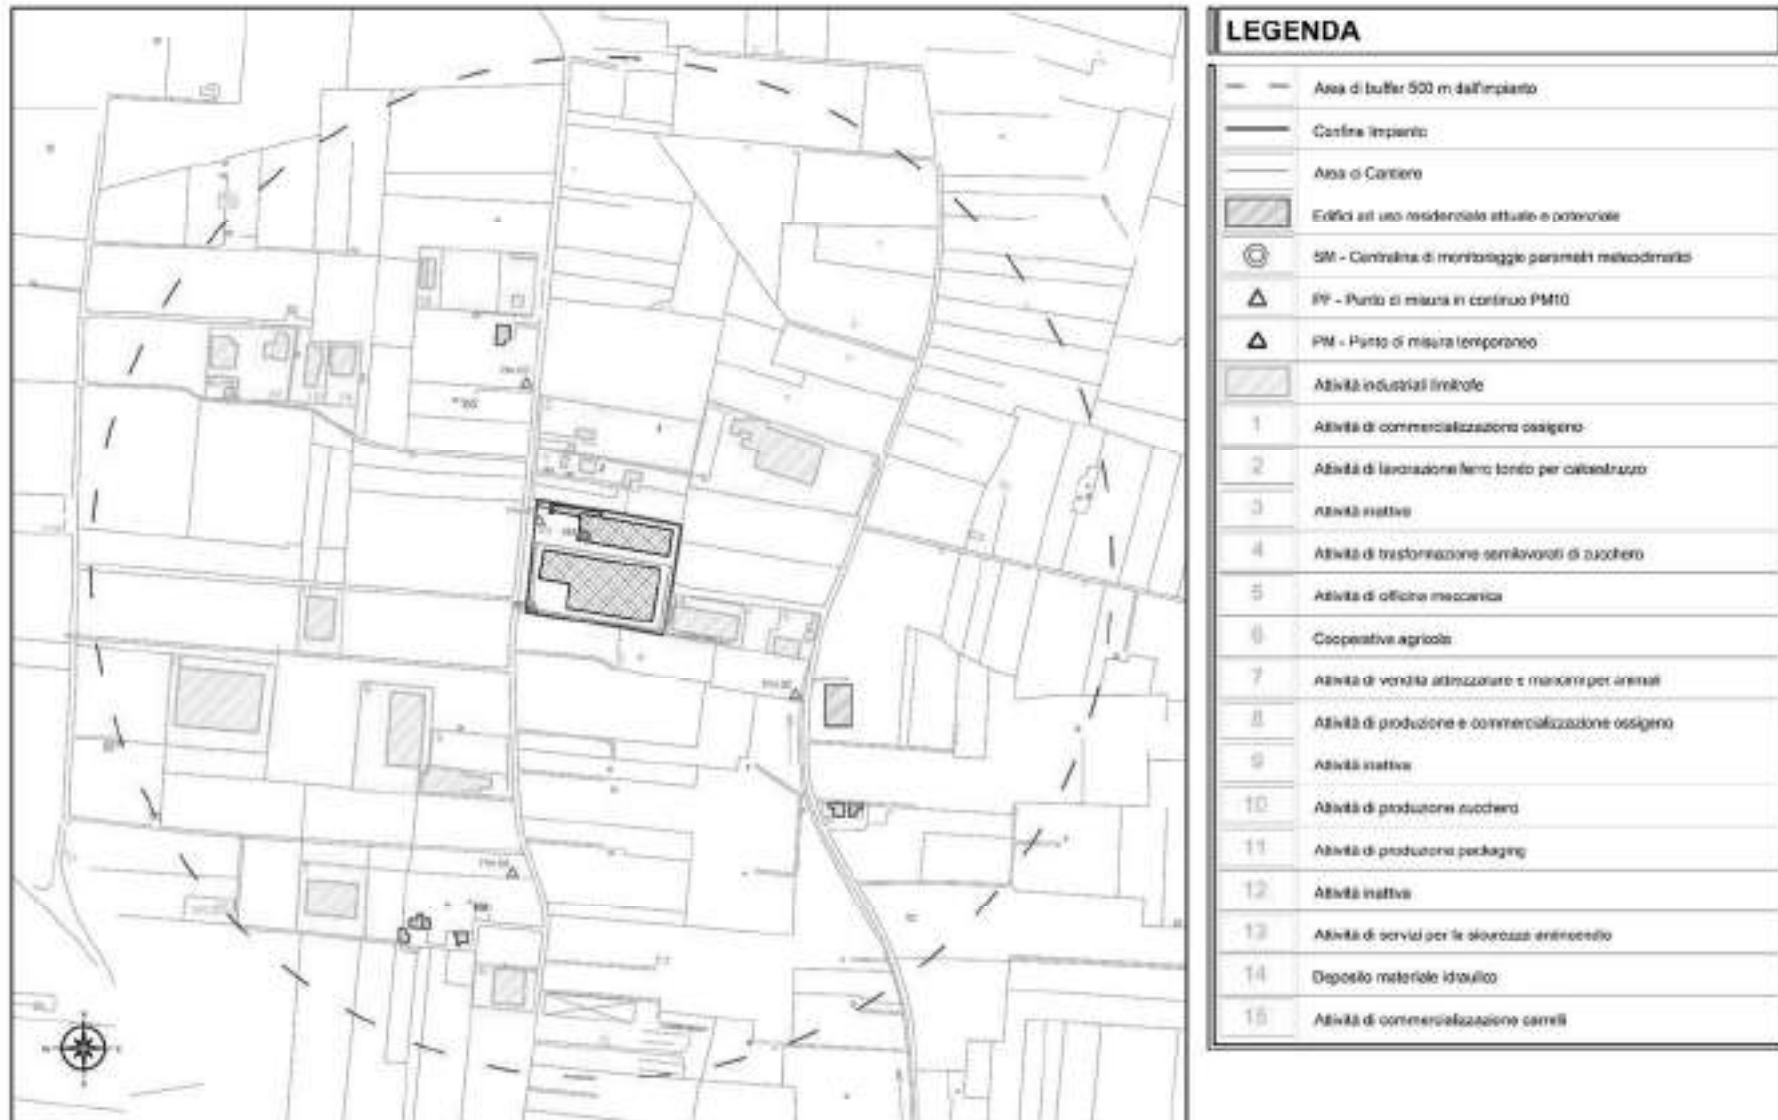 LEGENDA
Area di buffer 500 m dall'impianto
Confine Impianto
Area di Cantiere
Edifici ad uso residenziale attuale e potenziale
SM - Centralina di monitoraggio parametri meteoclimatici
PF - Punto di misura in continuo PM10
PM - Punto di misura temporaneo
Attività industriali limitrofe
1 Attività di commercializzazione ossigeno
2 Attività di lavorazione ferro tondo per calcestruzzo
3 Attività inattiva
4 Attività di trasformazione semilavorati di zucchero
5 Attività di officina meccanica
6 Cooperativa agricola
7 Attività di vendita attrezzature e mangimi per animali
8 Attività di produzione e commercializzazione ossigeno
9 Attività inattiva
10 Attività di produzione zucchero
11 Attività di produzione packaging
12 Attività inattiva
13 Attività di servizi per la sicurezza antincendio
14 Deposito materiale idraulico
15 Attività di commercializzazione carrelli